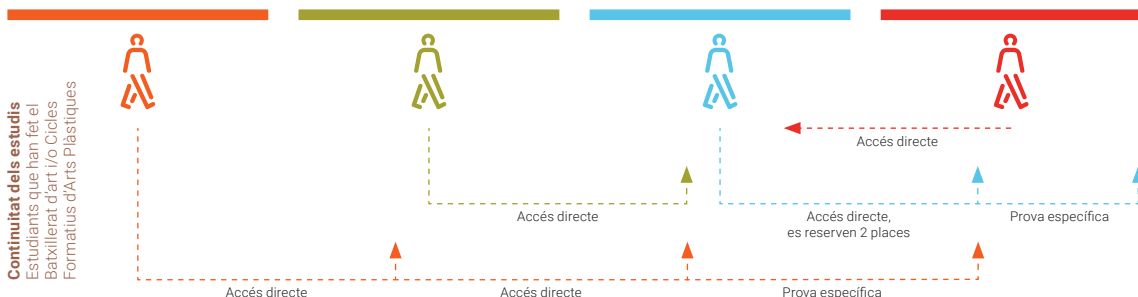 Continuïtat dels estudis
Estudiants que han fet el
Batxillerat d'art i/o Cicles
Formatius d'Arts Plàstiques
Accés directe
Accés directe
Accés directe,
es reserven 2 places
Prova específica
Accés directe
Accés directe
Prova específica